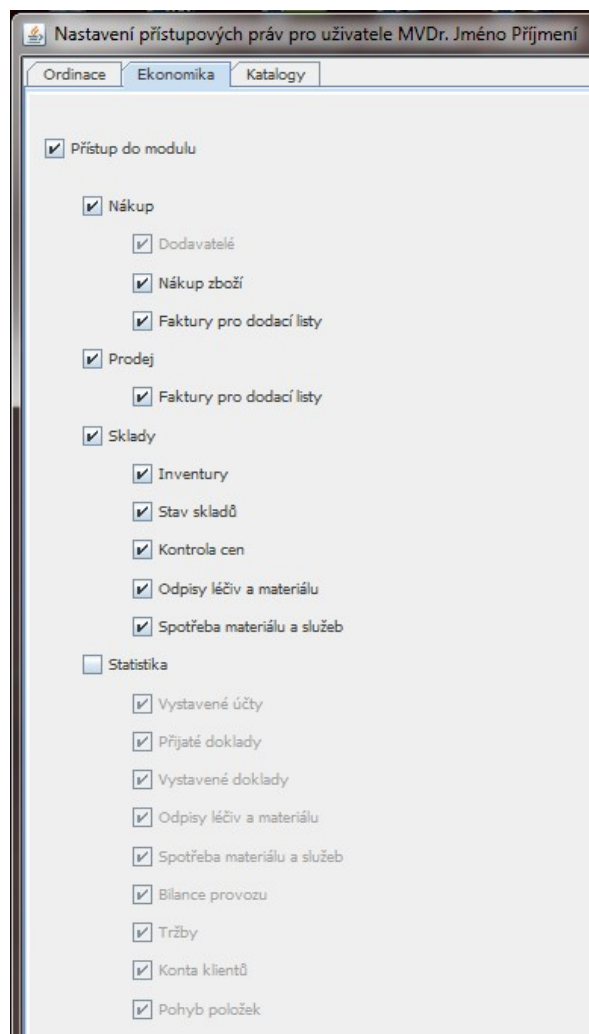 Nastavení přístupových práv pro uživatele MVDr. Jméno Příjmení
Ordinace Ekonomika Katalogy
Přístup do modulu
Nákup
Dodavatelé
Nákup zboží
Faktury pro dodací listy
Prodej
Faktury pro dodací listy
Sklady
Inventury
Stav skladů
Kontrola cen
Odpisy léčiv a materiálu
Spotřeba materiálu a služeb
Statistika
Vystavené účty
Přijaté doklady
Vystavené doklady
Odpisy léčiv a materiálu
Spotřeba materiálu a služeb
Bilance provozu
Tržby
Konta klientů
Pohyb položek